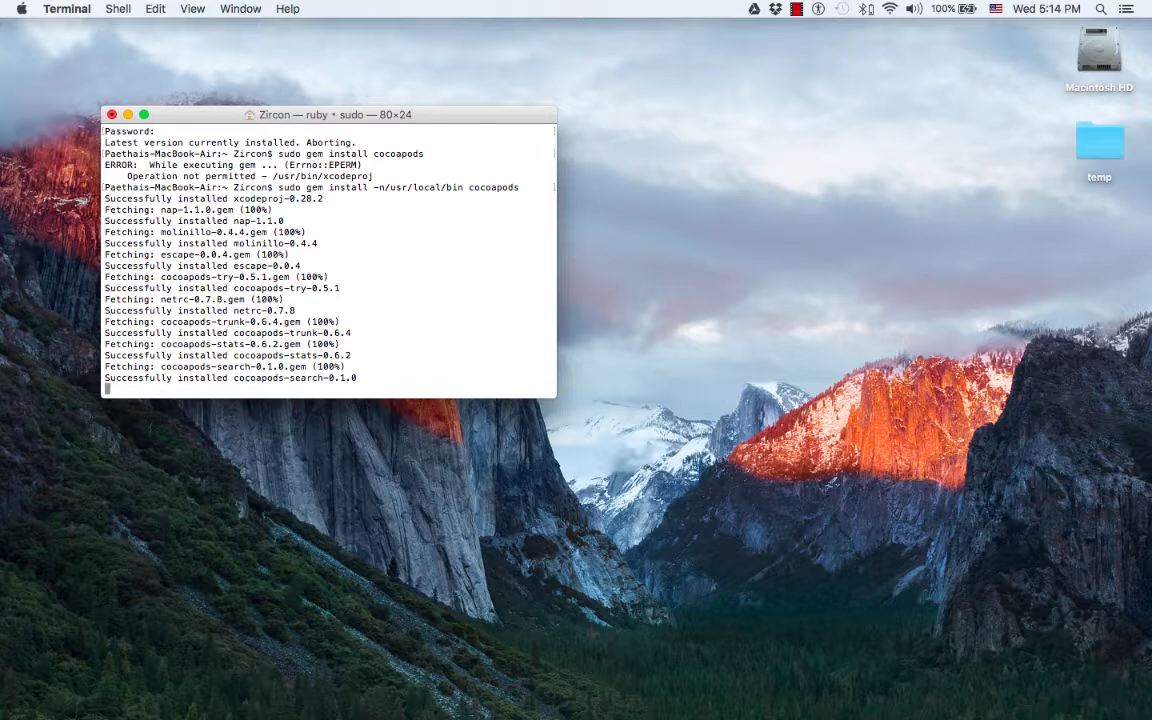 Terminal Shell Edit View Window Help 100% Wed 5:14 PM
Macintosh HD
temp
Zircon — ruby • sudo — 80×24
Password:
Latest version currently installed. Aborting.
Paethais-MacBook-Air:~ Zircon$ sudo gem install cocoapods
ERROR:  While executing gem ... (Errno::EPERM)
    Operation not permitted - /usr/bin/xcodeproj
Paethais-MacBook-Air:~ Zircon$ sudo gem install -n/usr/local/bin cocoapods
Successfully installed xcodeproj-0.28.2
Fetching: nap-1.1.0.gem (100%)
Successfully installed nap-1.1.0
Fetching: molinillo-0.4.4.gem (100%)
Successfully installed molinillo-0.4.4
Fetching: escape-0.0.4.gem (100%)
Successfully installed escape-0.0.4
Fetching: cocoapods-try-0.5.1.gem (100%)
Successfully installed cocoapods-try-0.5.1
Fetching: netrc-0.7.8.gem (100%)
Successfully installed netrc-0.7.8
Fetching: cocoapods-trunk-0.6.4.gem (100%)
Successfully installed cocoapods-trunk-0.6.4
Fetching: cocoapods-stats-0.6.2.gem (100%)
Successfully installed cocoapods-stats-0.6.2
Fetching: cocoapods-search-0.1.0.gem (100%)
Successfully installed cocoapods-search-0.1.0